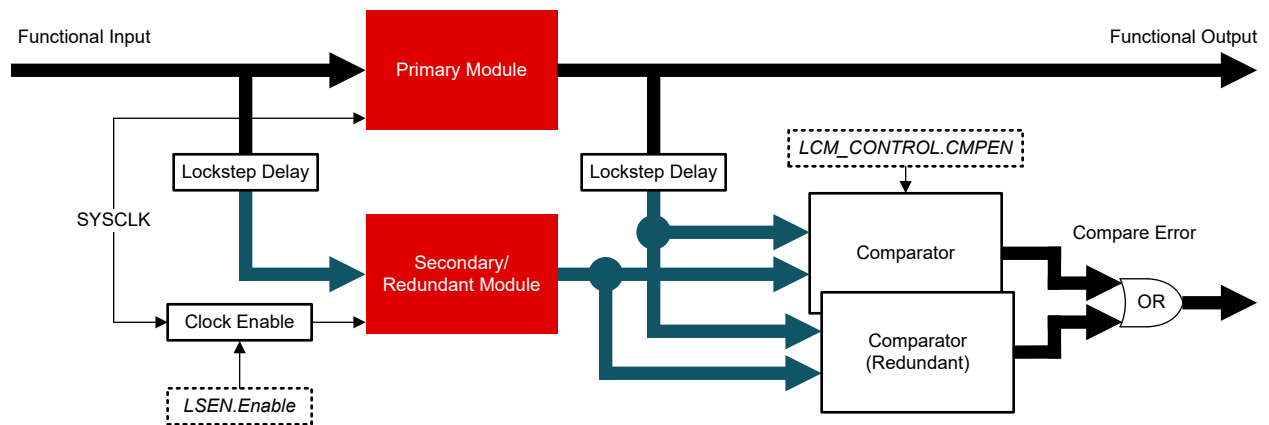 Functional Input
Functional Output
Primary Module
LCM_CONTROL.CMPEN
Lockstep Delay
Lockstep Delay
SYSCLK
Compare Error
Comparator
Secondary/
Redundant Module
OR
Clock Enable
Comparator
(Redundant)
LSEN.Enable